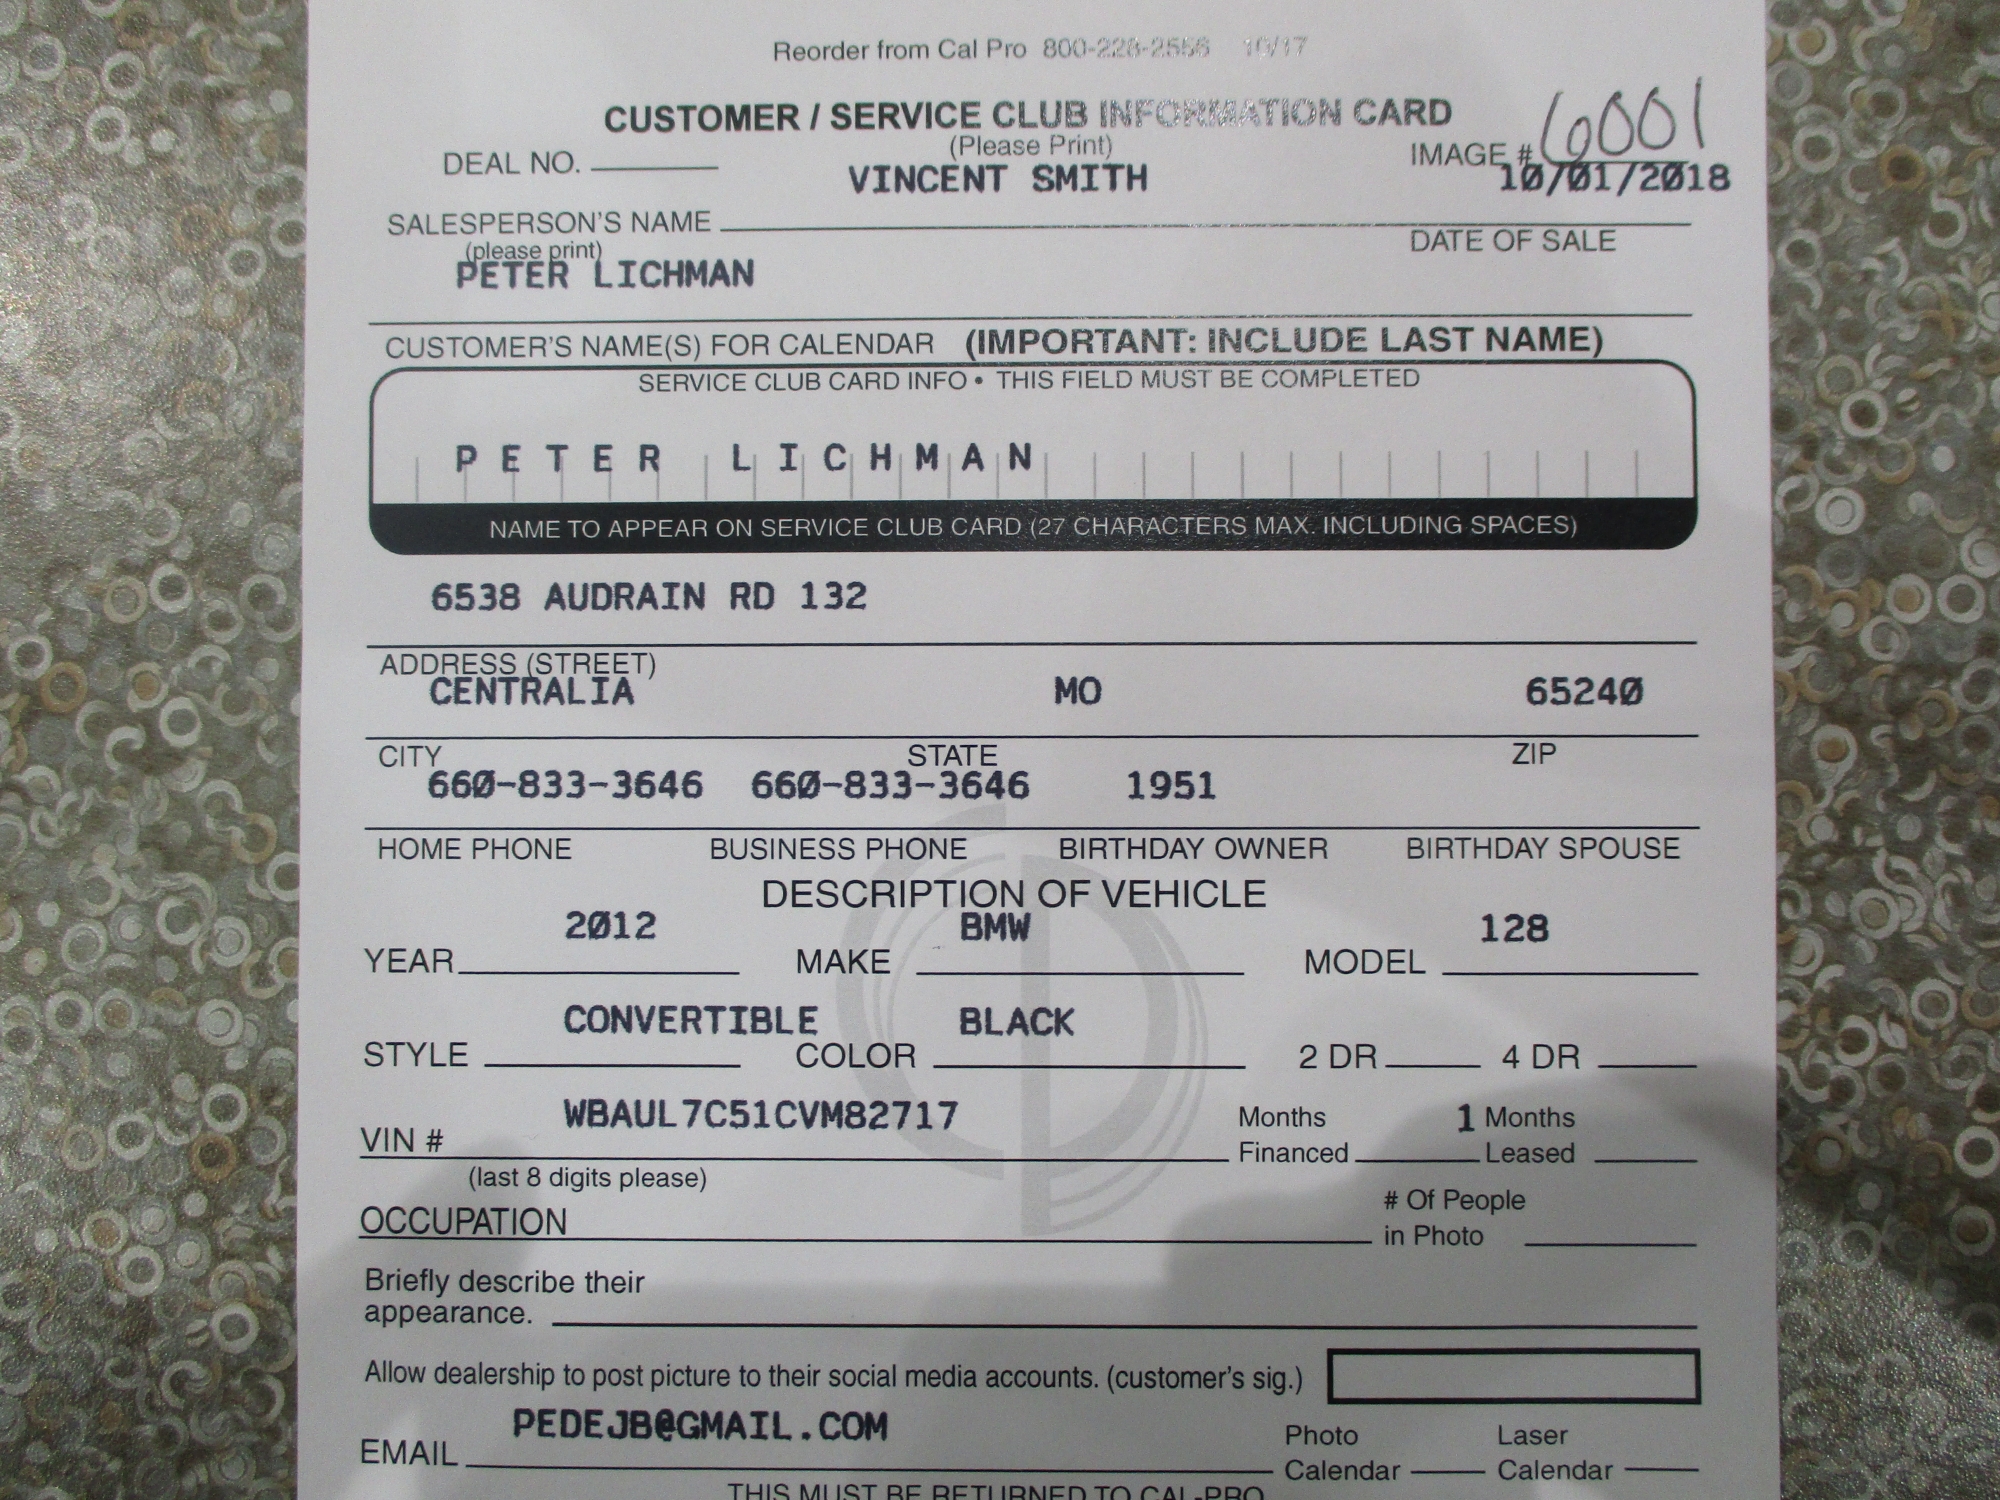 Reorder from Cal Pro 800-228-2556 10/17
CUSTOMER / SERVICE CLUB INFORMATION CARD
(Please Print)
IMAGE # 6001
DEAL NO.
VINCENT SMITH 10/01/2018
SALESPERSON'S NAME
(please print)
DATE OF SALE
PETER LICHMAN
CUSTOMER'S NAME(S) FOR CALENDAR (IMPORTANT: INCLUDE LAST NAME)
SERVICE CLUB CARD INFO • THIS FIELD MUST BE COMPLETED
PETER LICHMAN
NAME TO APPEAR ON SERVICE CLUB CARD (27 CHARACTERS MAX. INCLUDING SPACES)
6538 AUDRAIN RD 132
ADDRESS (STREET)
CENTRALIA MO 65240
CITY STATE ZIP
660-833-3646 660-833-3646 1951
HOME PHONE BUSINESS PHONE BIRTHDAY OWNER BIRTHDAY SPOUSE
DESCRIPTION OF VEHICLE
2012 BMW 128
YEAR MAKE MODEL
CONVERTIBLE BLACK
STYLE COLOR 2 DR 4 DR
WBAUL7C51CVM82717
VIN #
(last 8 digits please)
Months Financed 1 Months Leased
OCCUPATION
# Of People
in Photo
Briefly describe their
appearance.
Allow dealership to post picture to their social media accounts. (customer's sig.)
PEDEJB@GMAIL.COM
EMAIL
Photo Calendar Laser Calendar
THIS MUST BE RETURNED TO CAL-PRO